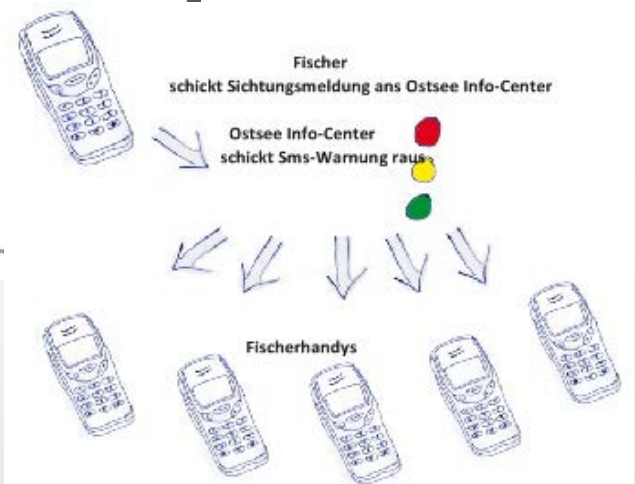 Fischer
schickt Sichtungsmeldung ans Ostsee Info-Center
Ostsee Info-Center
schickt Sms-Warnung raus
Fischerhandys